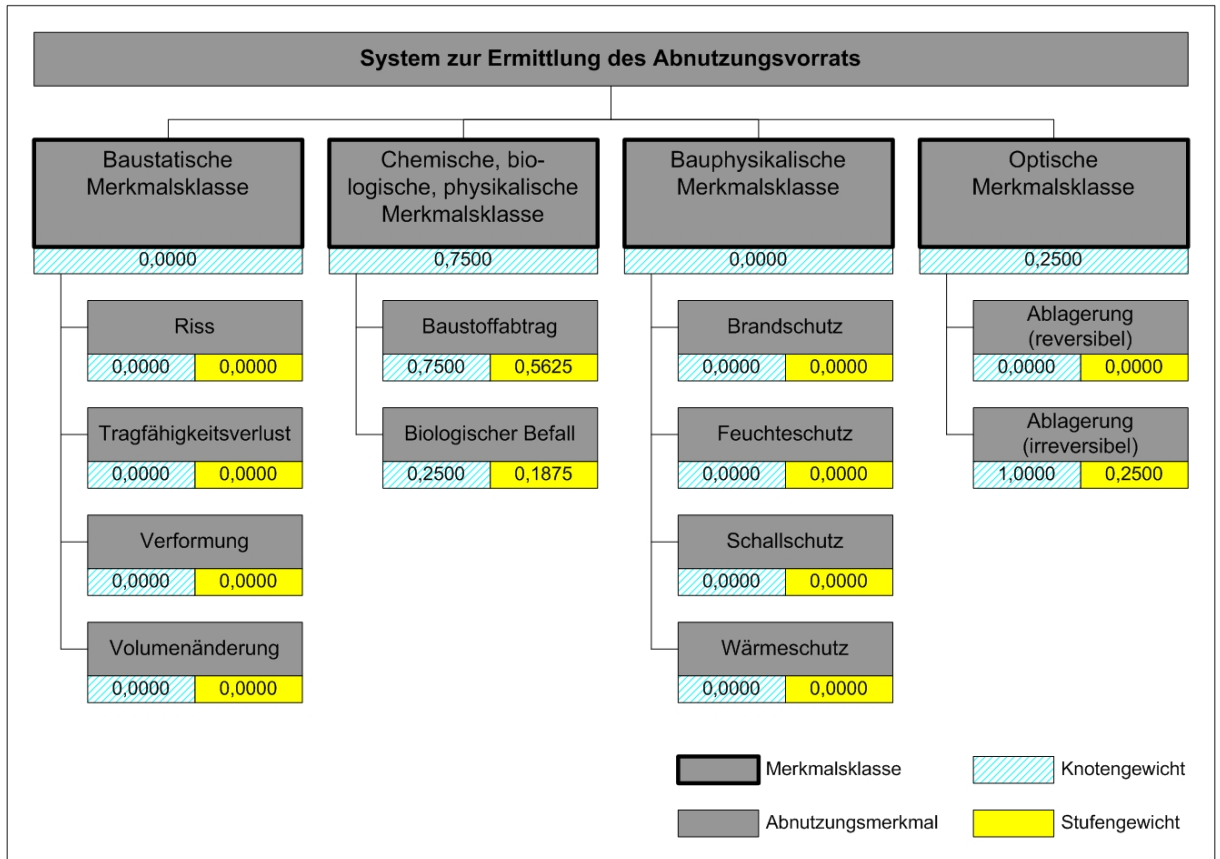 System zur Ermittlung des Abnutzungsvorrats
Baustatische
Merkmalsklasse
0,0000
Riss
0,0000 0,0000
Tragfähigkeitsverlust
0,0000 0,0000
Verformung
0,0000 0,0000
Volumenänderung
0,0000 0,0000
Chemische, bio-
logische, physikalische
Merkmalsklasse
0,7500
Baustoffabtrag
0,7500 0,5625
Biologischer Befall
0,2500 0,1875
Bauphysikalische
Merkmalsklasse
0,0000
Brandschutz
0,0000 0,0000
Feuchteschutz
0,0000 0,0000
Schallschutz
0,0000 0,0000
Wärmeschutz
0,0000 0,0000
Optische
Merkmalsklasse
0,2500
Ablagerung
(reversibel)
0,0000 0,0000
Ablagerung
(irreversibel)
1,0000 0,2500
Merkmalsklasse
Knotengewicht
Abnutzungsmerkmal
Stufengewicht